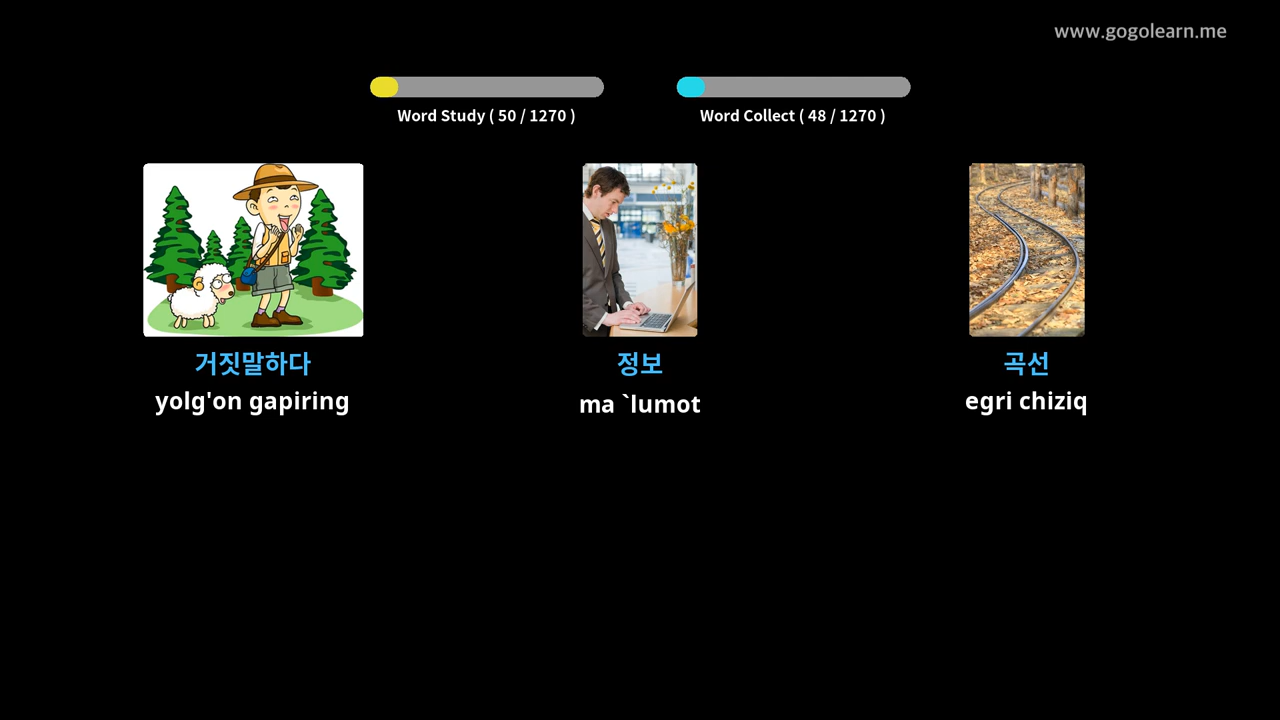 www.gogolearn.me
Word Study ( 50 / 1270 )
Word Collect ( 48 / 1270 )
거짓말하다
정보
곡선
yolg'on gapiring
ma `lumot
egri chiziq